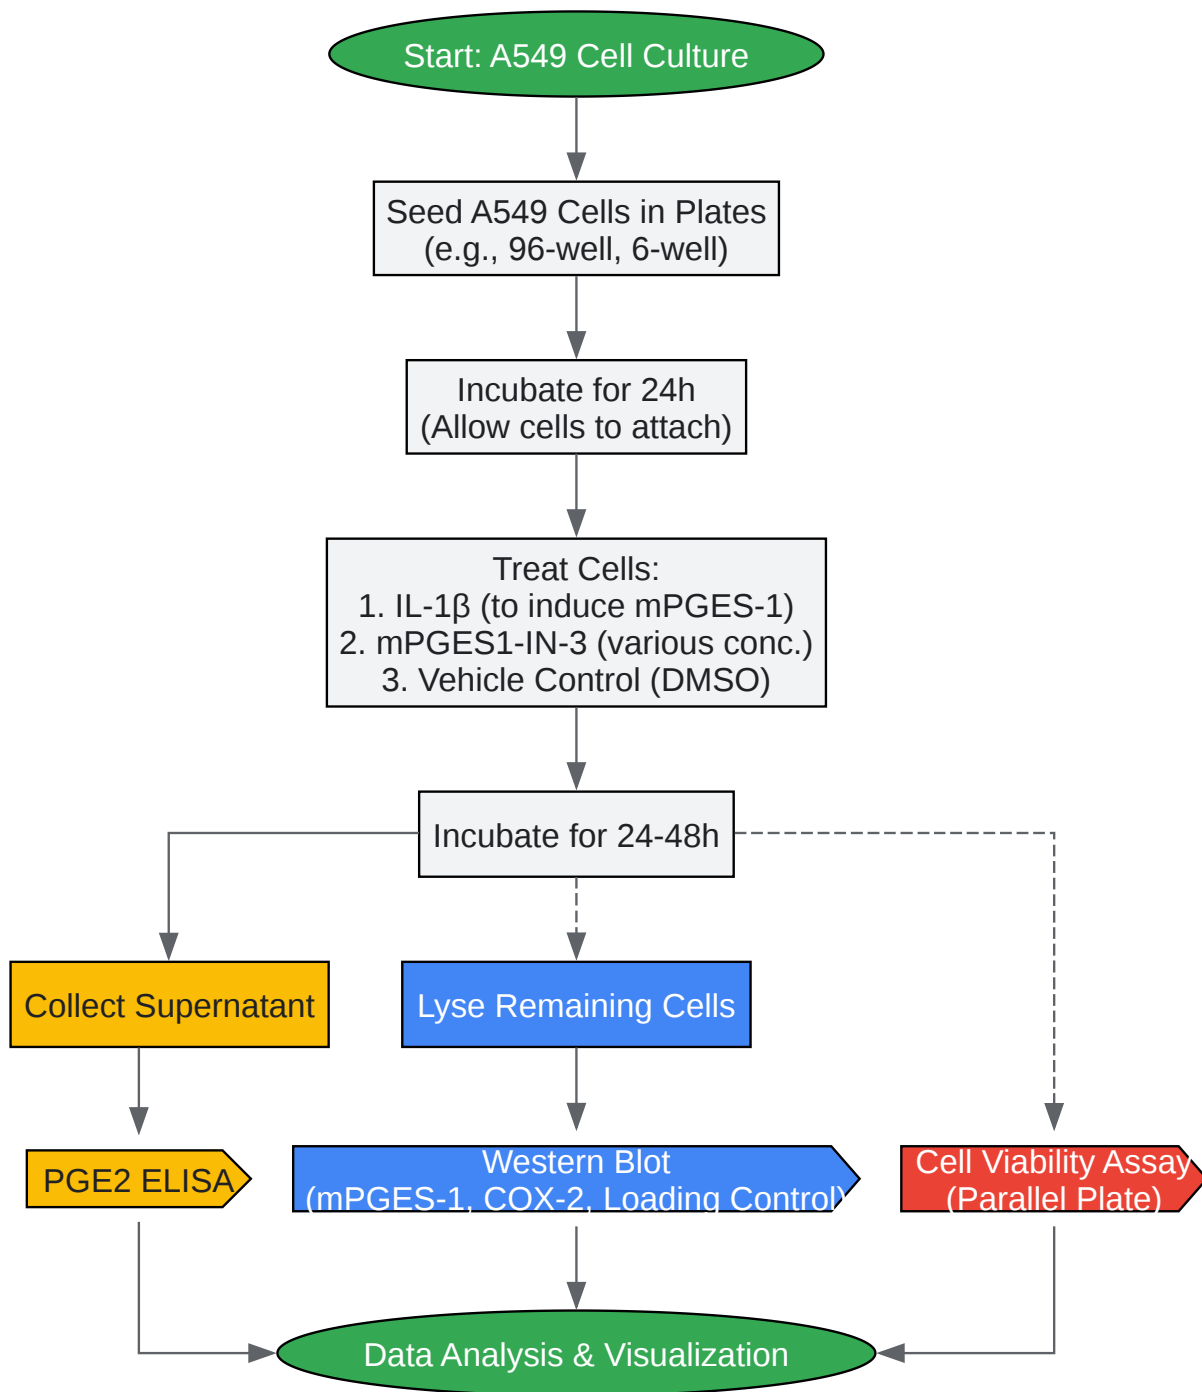 Start: A549 Cell Culture
Seed A549 Cells in Plates
(e.g., 96-well, 6-well)
Incubate for 24h
(Allow cells to attach)
Treat Cells:
1. IL-1β (to induce mPGES-1)
2. mPGES1-IN-3 (various conc.)
3. Vehicle Control (DMSO)
Incubate for 24-48h
Collect Supernatant
Lyse Remaining Cells
PGE2 ELISA
Western Blot
(mPGES-1, COX-2, Loading Control)
Cell Viability Assay
(Parallel Plate)
Data Analysis & Visualization